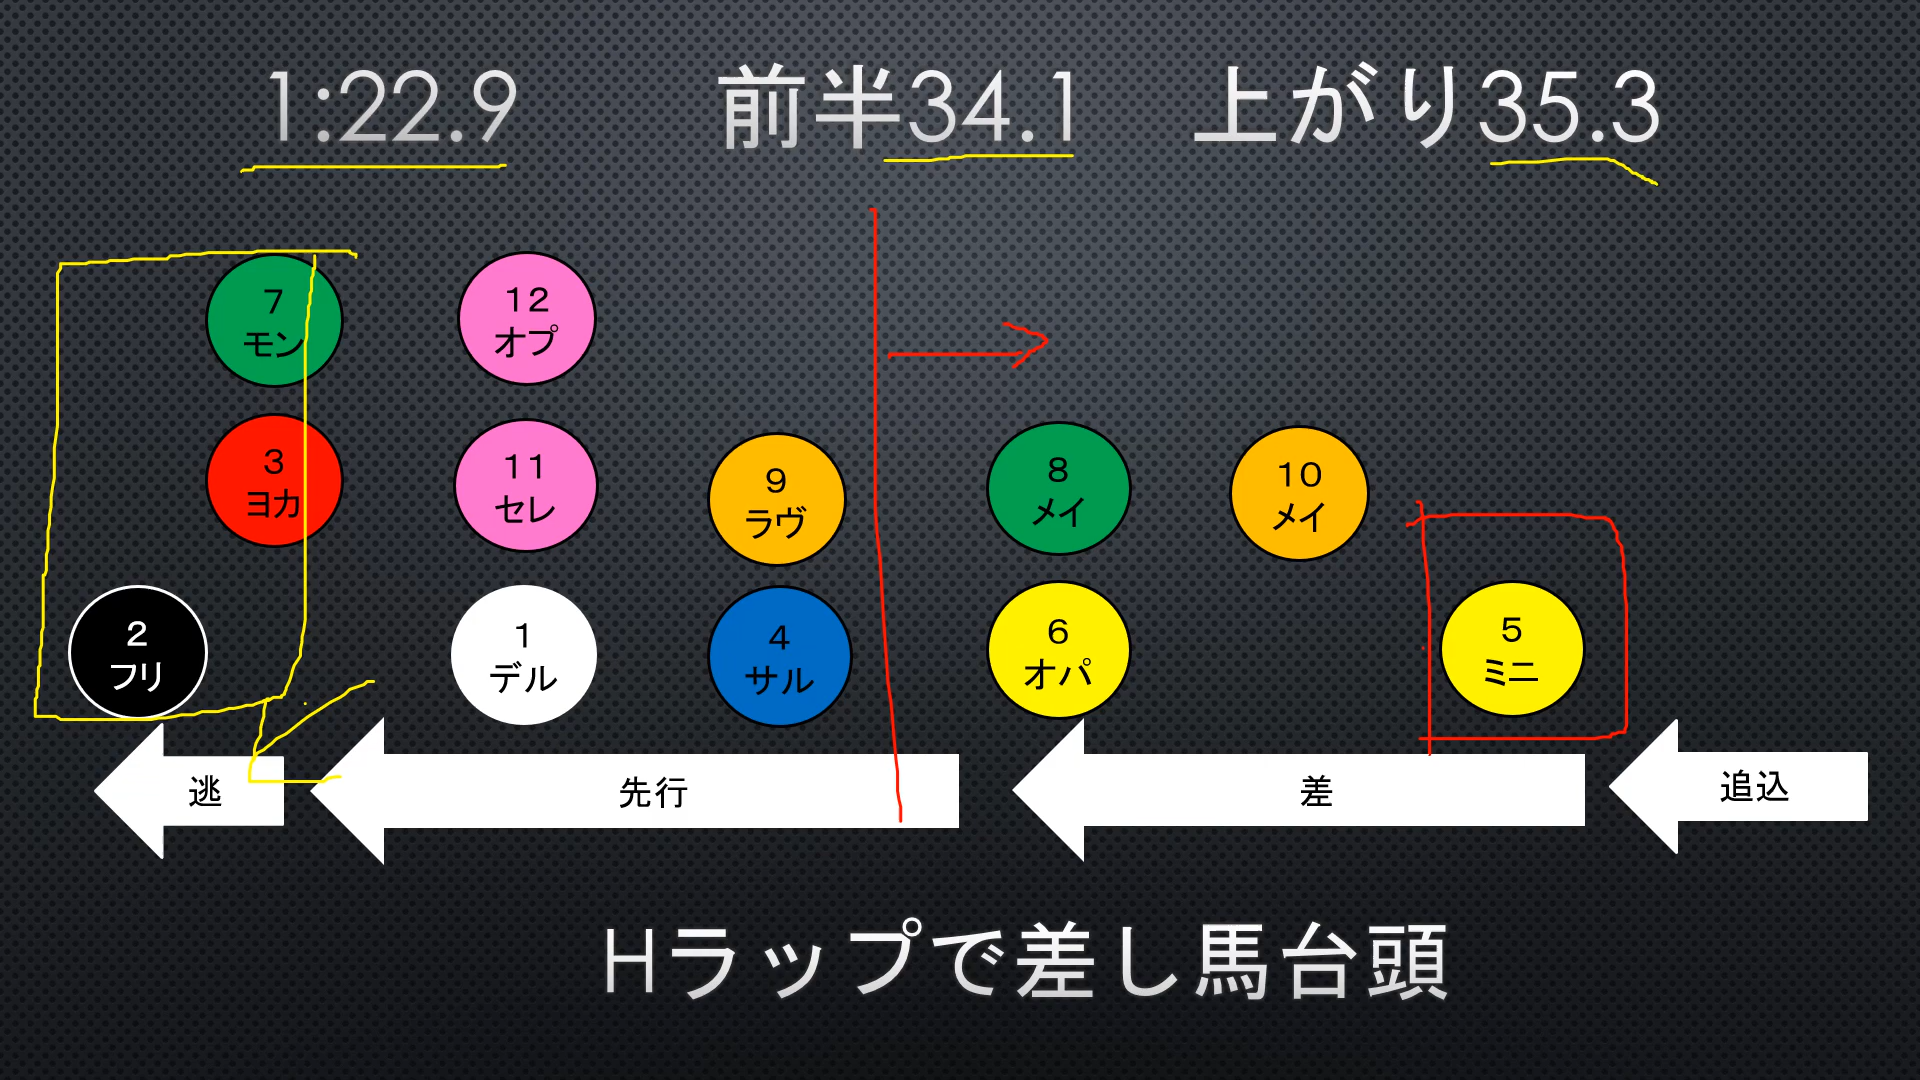 1:22.9 前半34.1 上がり35.3
7
モン
12
オプ
3
ヨカ
11
セレ
9
ラヴ
8
メイ
10
メイ
2
フリ
1
デル
4
サル
6
オパ
5
ミニ
逃
先行
差
追込
Hラップで差し馬台頭